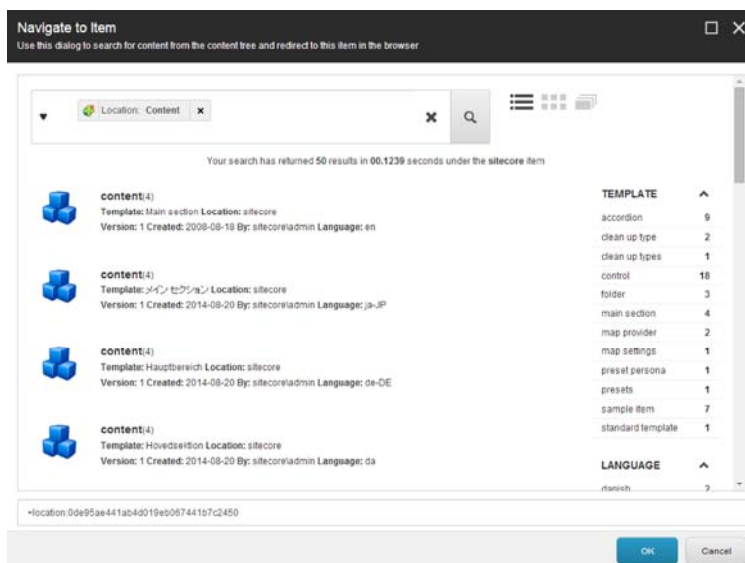 Navigate to Item
Use this dialog to search for content from the content tree and redirect to this item in the browser
Location: Content
Your search has returned 50 results in 00.1239 seconds under the sitecore item
content(4)
Template: Main section Location: sitecore
Version: 1 Created: 2008-08-18 By: sitecore\admin Language: en
content(4)
Template: メイン セクション Location: sitecore
Version: 1 Created: 2014-08-20 By: sitecore\admin Language: ja-JP
content(4)
Template: Hauptbereich Location: sitecore
Version: 1 Created: 2014-08-20 By: sitecore\admin Language: de-DE
content(4)
Template: Hovedsektion Location: sitecore
Version: 1 Created: 2014-08-20 By: sitecore\admin Language: da
TEMPLATE
accordion 9
clean up type 2
clean up types 1
control 18
folder 3
main section 4
map provider 2
map settings 1
preset persona 1
presets 1
sample item 7
standard template 1
LANGUAGE
danish 2
+location:0de95ae441ab4d019eb067441b7c2450
OK
Cancel